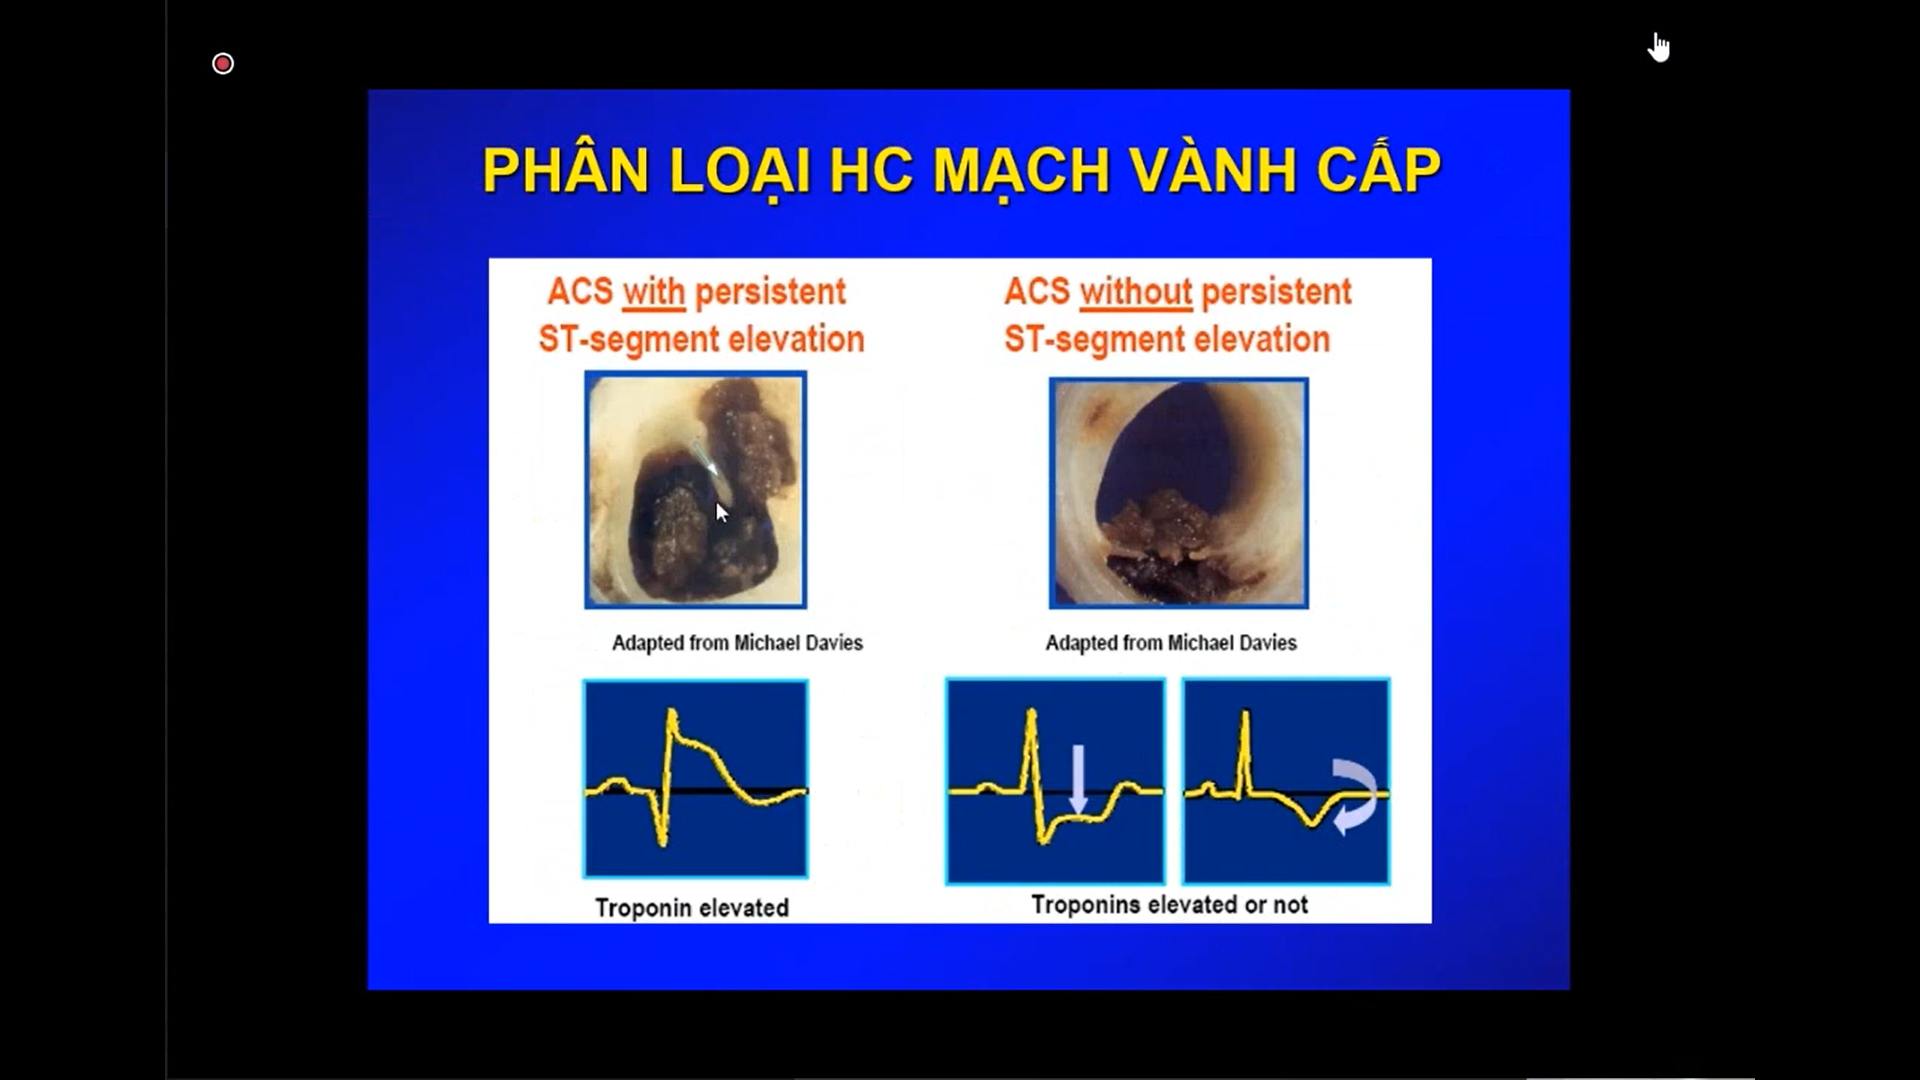 PHÂN LOẠI HC MẠCH VÀNH CẤP
ACS with persistent
ST-segment elevation
ACS without persistent
ST-segment elevation
Adapted from Michael Davies
Adapted from Michael Davies
Troponin elevated
Troponins elevated or not